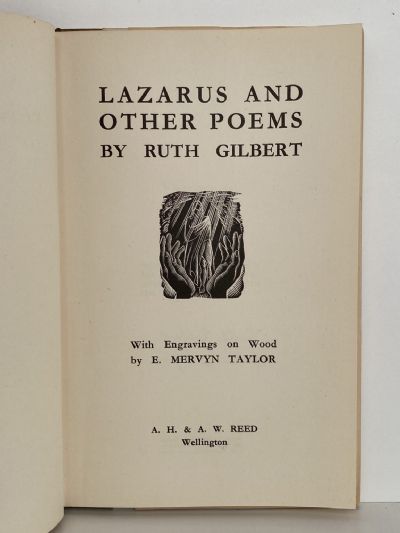 LAZARUS AND
OTHER POEMS
BY RUTH GILBERT
With Engravings on Wood
by E. MERVYN TAYLOR
A. H. & A. W. REED
Wellington